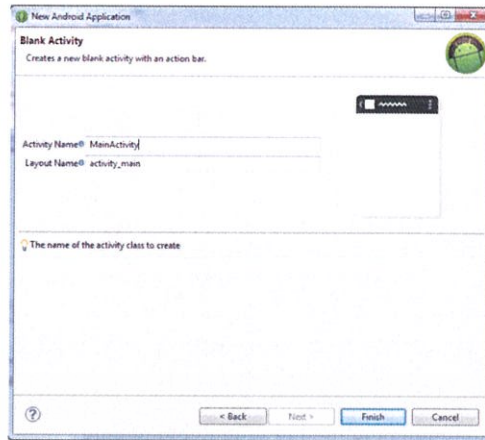 New Android Application
Blank Activity
Creates a new blank activity with an action bar.
Activity Name MainActivity
Layout Name activity_main
The name of the activity class to create
< Back Next > Finish Cancel